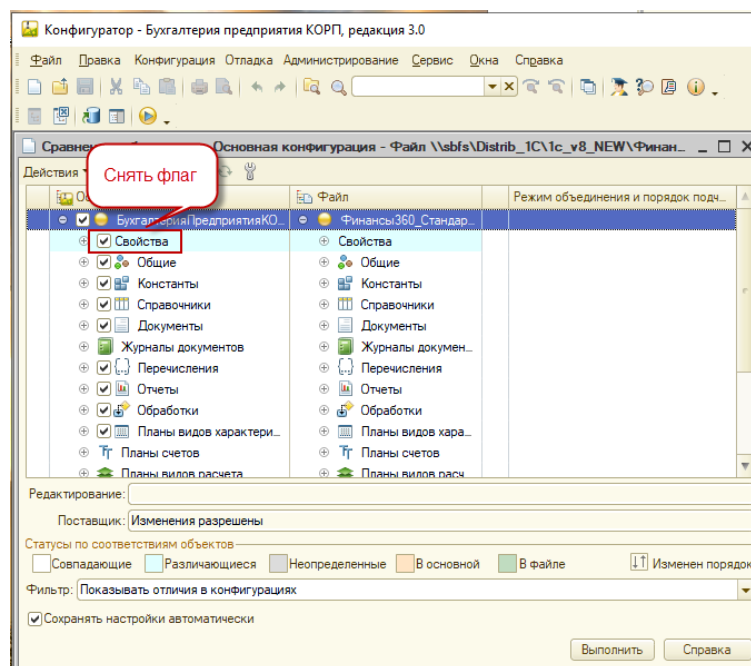 Конфигуратор - Бухгалтерия предприятия КОРП, редакция 3.0
Файл Правка Конфигурация Отладка Администрирование Сервис Окна Справка
Основная конфигурация - Файл \\sbfs\Distrib_1C\1c_v8_NEW\Финан...
Действия
Снять флаг
Файл Режим объединения и порядок подч...
БухгалтерияПредприятияКО... Финансы360_Стандар...
Свойства Свойства
Общие Общие
Константы Константы
Справочники Справочники
Документы Документы
Журналы документов Журналы докумен...
Перечисления Перечисления
Отчеты Отчеты
Обработки Обработки
Планы видов характери... Планы видов хара...
Планы счетов Планы счетов
Планы видов расчета Планы видов расч
Редактирование:
Поставщик: Изменения разрешены
Статусы по соответствиям объектов
Совпадающие Различающиеся Неопределенные В основной В файле Изменен порядок
Фильтр: Показывать отличия в конфигурациях
Сохранять настройки автоматически
Выполнить Справка